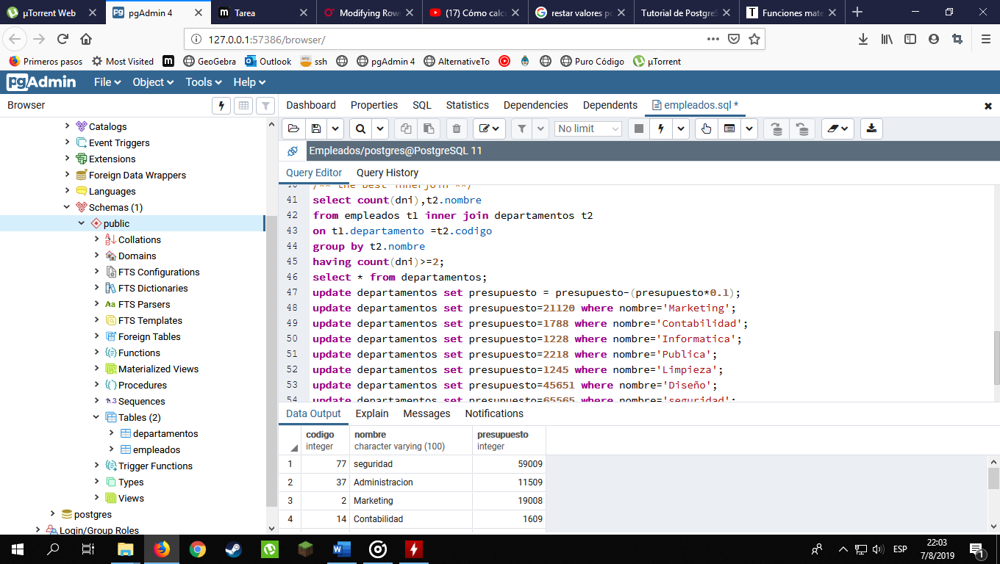 µTorrent Web
pgAdmin 4
Tarea
Modifying Row
(17) Cómo calc
restar valores p
Tutorial de Postgre
Funciones mate
127.0.0.1:57386/browser/
Primeros pasos
Most Visited
GeoGebra
Outlook
ssh
pgAdmin 4
AlternativeTo
Puro Código
µTorrent
pgAdmin
File
Object
Tools
Help
Browser
Dashboard
Properties
SQL
Statistics
Dependencies
Dependents
empleados.sql *
No limit
Empleados/postgres@PostgreSQL 11
Query Editor
Query History
Catalogs
Event Triggers
Extensions
Foreign Data Wrappers
Languages
Schemas (1)
public
Collations
Domains
FTS Configurations
FTS Dictionaries
FTS Parsers
FTS Templates
Foreign Tables
Functions
Materialized Views
Procedures
Sequences
Tables (2)
departamentos
empleados
Trigger Functions
Types
Views
postgres
Login/Group Roles
40 /** the best innerjoin **/
41 select count(dni),t2.nombre
42 from empleados t1 inner join departamentos t2
43 on t1.departamento =t2.codigo
44 group by t2.nombre
45 having count(dni)>=2;
46 select * from departamentos;
47 update departamentos set presupuesto = presupuesto-(presupuesto*0.1);
48 update departamentos set presupuesto=21120 where nombre='Marketing';
49 update departamentos set presupuesto=1788 where nombre='Contabilidad';
50 update departamentos set presupuesto=1228 where nombre='Informatica';
51 update departamentos set presupuesto=2218 where nombre='Publica';
52 update departamentos set presupuesto=1245 where nombre='Limpieza';
53 update departamentos set presupuesto=45651 where nombre='Diseño';
54 update departamentos set presupuesto=65565 where nombre='seguridad';
Data Output
Explain
Messages
Notifications
codigo nombre presupuesto
integer character varying (100) integer
1 77 seguridad 59009
2 37 Administracion 11509
3 2 Marketing 19008
4 14 Contabilidad 1609
ESP
22:03
7/8/2019
1